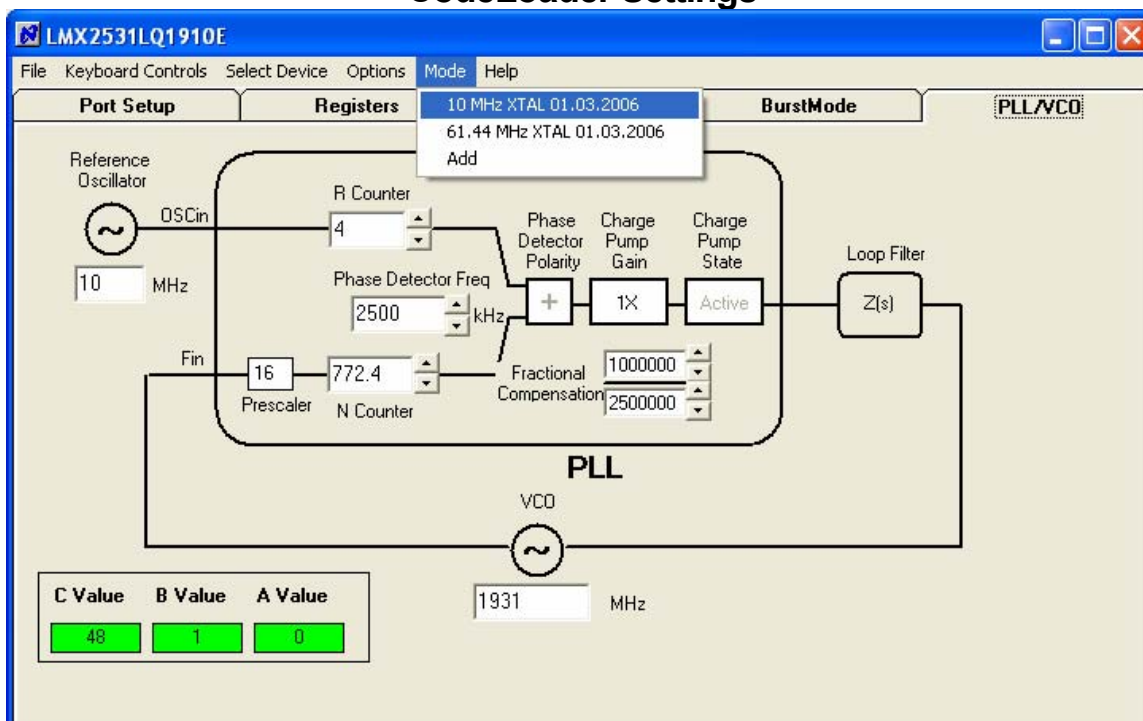 CodeLoader Settings
LMX2531LQ1910E
File Keyboard Controls Select Device Options Mode Help
Port Setup Registers BurstMode PLL/VCO
10 MHz XTAL 01.03.2006
61.44 MHz XTAL 01.03.2006
Add
Reference
Oscillator
OSCin
10 MHz
R Counter
4
Phase Detector Freq
2500 kHz
Phase
Detector
Polarity
+
Charge
Pump
Gain
1X
Charge
Pump
State
Active
Loop Filter
Z(s)
Fin
16
Prescaler
772.4
N Counter
Fractional
Compensation
1000000
2500000
PLL
VCO
1931 MHz
C Value B Value A Value
48 1 0